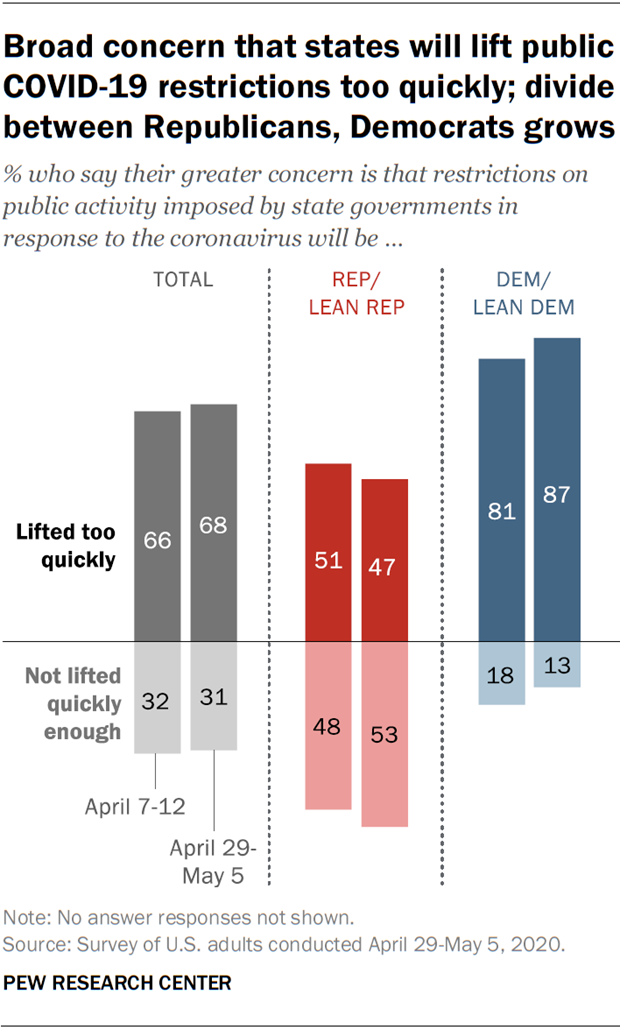 Broad concern that states will lift public
COVID-19 restrictions too quickly; divide
between Republicans, Democrats grows
% who say their greater concern is that restrictions on
public activity imposed by state governments in
response to the coronavirus will be ...
TOTAL
REP/
LEAN REP
DEM/
LEAN DEM
Lifted too
quickly
66
68
51
47
81
87
Not lifted
quickly
enough
32
31
48
53
18
13
April 7-12
April 29-
May 5
Note: No answer responses not shown.
Source: Survey of U.S. adults conducted April 29-May 5, 2020.
PEW RESEARCH CENTER